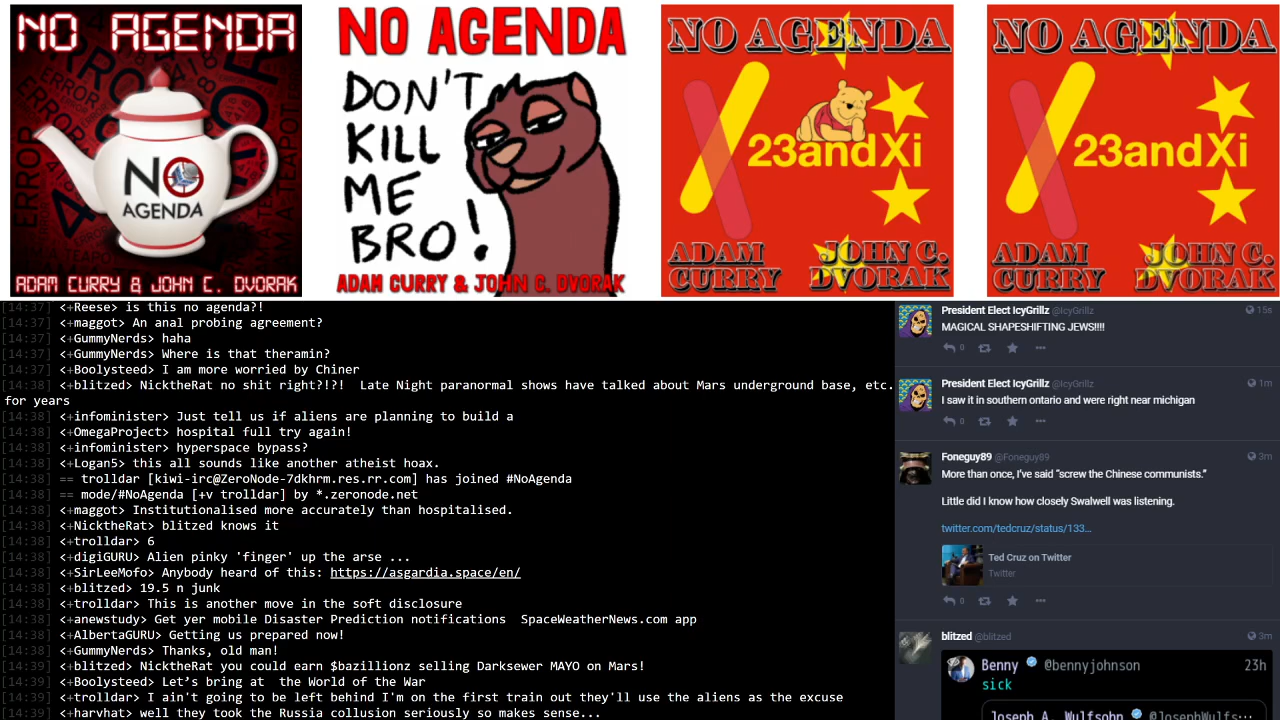 NO AGENDA
ERROR
418
TEAPOT
NO
AGENDA
ADAM CURRY & JOHN C. DVORAK
NO AGENDA
DON'T
KILL
ME
BRO!
ADAM CURRY & JOHN C. DVORAK
NO AGENDA
23andXi
ADAM CURRY
JOHN C. DVORAK
NO AGENDA
23andXi
ADAM CURRY
JOHN C. DVORAK
[14:37] <+Reese> is this no agenda?!
[14:37] <+maggot> An anal probing agreement?
[14:37] <+GummyNerds> haha
[14:37] <+GummyNerds> Where is that theramin?
[14:37] <+Boolysteed> I am more worried by Chiner
[14:38] <+blitzed> NicktheRat no shit right?!?!  Late Night paranormal shows have talked about Mars underground base, etc.
for years
[14:38] <+infominister> Just tell us if aliens are planning to build a
[14:38] <+OmegaProject> hospital full try again!
[14:38] <+infominister> hyperspace bypass?
[14:38] <+Logan5> this all sounds like another atheist hoax.
[14:38] == trolldar [kiwi-irc@ZeroNode-7dkhrm.res.rr.com] has joined #NoAgenda
[14:38] == mode/#NoAgenda [+v trolldar] by *.zeronode.net
[14:38] <+maggot> Institutionalised more accurately than hospitalised.
[14:38] <+NicktheRat> blitzed knows it
[14:38] <+trolldar> 6
[14:38] <+digiGURU> Alien pinky 'finger' up the arse ...
[14:38] <+SirLeeMofo> Anybody heard of this: https://asgardia.space/en/
[14:38] <+blitzed> 19.5 n junk
[14:38] <+trolldar> This is another move in the soft disclosure
[14:38] <+anewstudy> Get yer mobile Disaster Prediction notifications  SpaceWeatherNews.com app
[14:38] <+AlbertaGURU> Getting us prepared now!
[14:38] <+GummyNerds> Thanks, old man!
[14:39] <+blitzed> NicktheRat you could earn $bazillionz selling Darksewer MAYO on Mars!
[14:39] <+Boolysteed> Let's bring at  the World of the War
[14:39] <+trolldar> I ain't going to be left behind I'm on the first train out they'll use the aliens as the excuse
[14:39] <+harvhat> well they took the Russia collusion seriously so makes sense...
President Elect IcyGrillz @IcyGrillz 15s
MAGICAL SHAPESHIFTING JEWS!!!!
0
President Elect IcyGrillz @IcyGrillz 1m
I saw it in southern ontario and were right near michigan
0
Foneguy89 @Foneguy89 3m
More than once, I've said “screw the Chinese communists.”
Little did I know how closely Swalwell was listening.
twitter.com/tedcruz/status/133…
Ted Cruz on Twitter
Twitter
0
blitzed @blitzed 3m
Benny @bennyjohnson 23h
sick
Joseph A. Wulfsohn @JosephWulfs…